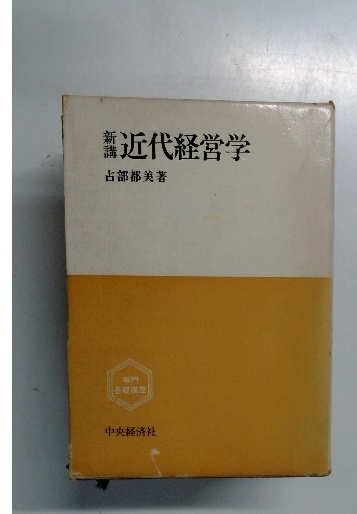 新講 近代経営学
占部都美著
専門
基礎講座
中央経済社